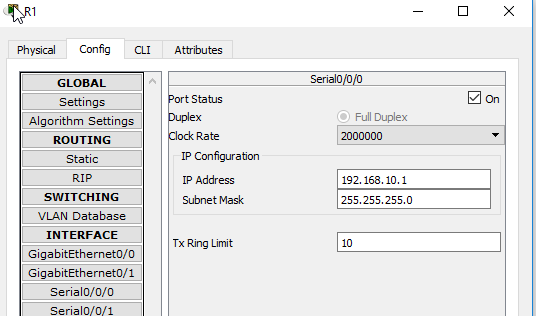 R1
Physical Config CLI Attributes
GLOBAL
Settings
Algorithm Settings
ROUTING
Static
RIP
SWITCHING
VLAN Database
INTERFACE
GigabitEthernet0/0
GigabitEthernet0/1
Serial0/0/0
Serial0/0/1
Serial0/0/0
Port Status On
Duplex Full Duplex
Clock Rate 2000000
IP Configuration
IP Address 192.168.10.1
Subnet Mask 255.255.255.0
Tx Ring Limit 10